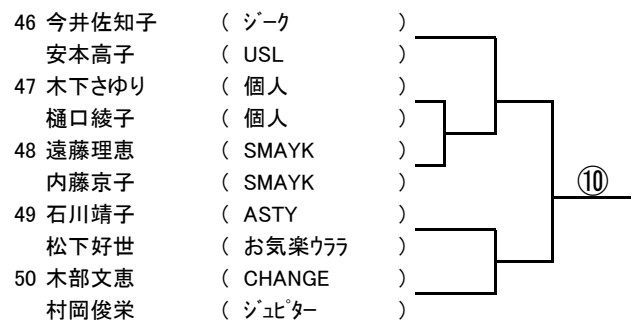 46 今井佐知子 ( ジーク )
安本高子 ( USL )
47 木下さゆり ( 個人 )
樋口綾子 ( 個人 )
48 遠藤理恵 ( SMAYK )
内藤京子 ( SMAYK )
⑩
49 石川靖子 ( ASTY )
松下好世 ( お気楽ウララ )
50 木部文恵 ( CHANGE )
村岡俊栄 ( ジュピター )